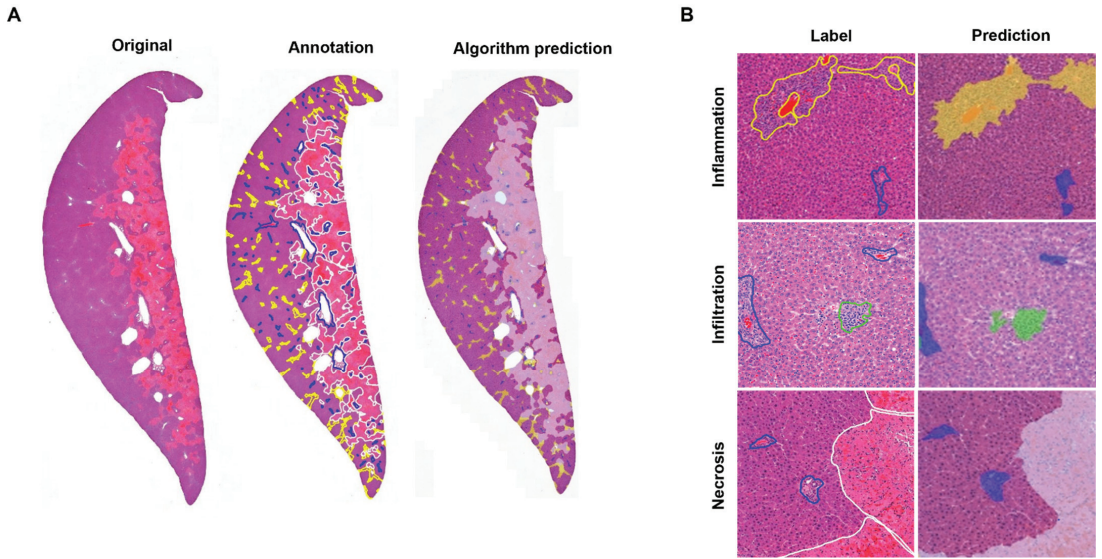 A
Original
Annotation
Algorithm prediction
B
Label
Prediction
Inflammation
Infiltration
Necrosis